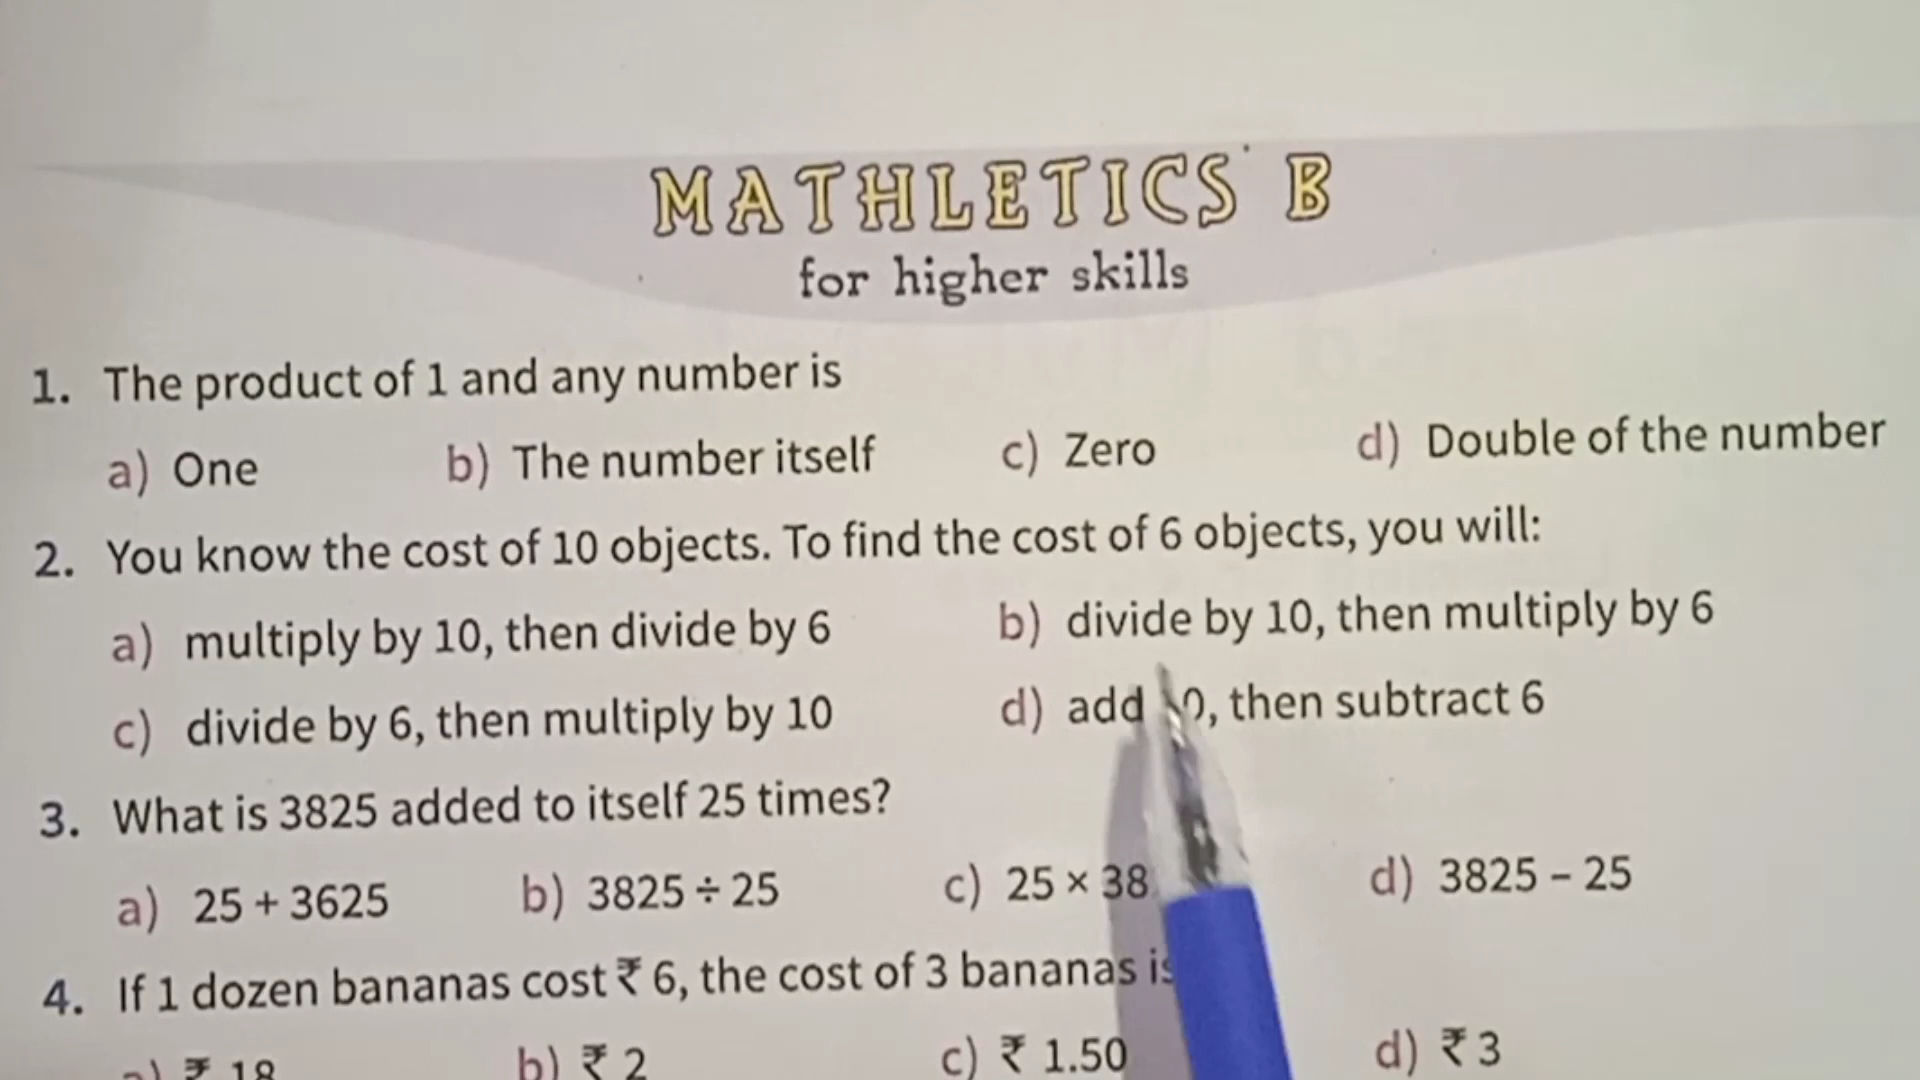 MATHLETICS B
for higher skills
1. The product of 1 and any number is
a) One b) The number itself c) Zero d) Double of the number
2. You know the cost of 10 objects. To find the cost of 6 objects, you will:
a) multiply by 10, then divide by 6 b) divide by 10, then multiply by 6
c) divide by 6, then multiply by 10 d) add 10, then subtract 6
3. What is 3825 added to itself 25 times?
a) 25 + 3625 b) 3825 ÷ 25 c) 25 × 38 d) 3825 – 25
4. If 1 dozen bananas cost ₹ 6, the cost of 3 bananas is
a) ₹ 18 b) ₹ 2 c) ₹ 1.50 d) ₹ 3